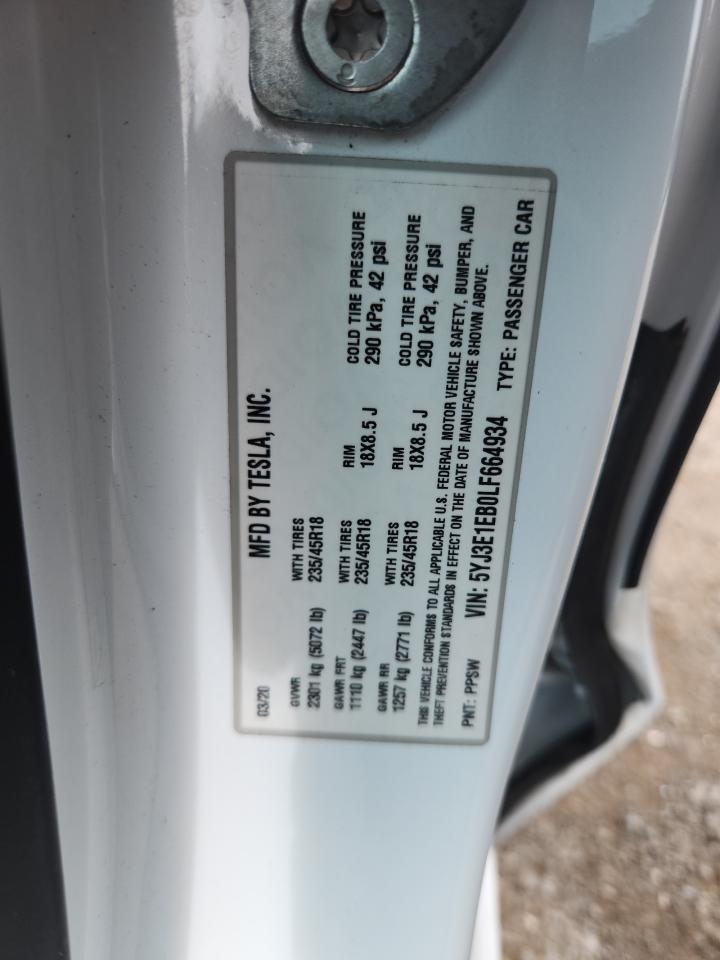 MFD BY TESLA, INC.
03/20
GVWR WITH TIRES
2301 kg (5072 lb) 235/45R18
GAWR FRT WITH TIRES RIM COLD TIRE PRESSURE
1110 kg (2447 lb) 235/45R18 18X8.5 J 290 kPa, 42 psi
GAWR RR WITH TIRES RIM COLD TIRE PRESSURE
1257 kg (2771 lb) 235/45R18 18X8.5 J 290 kPa, 42 psi
THIS VEHICLE CONFORMS TO ALL APPLICABLE U.S. FEDERAL MOTOR VEHICLE SAFETY, BUMPER, AND
THEFT PREVENTION STANDARDS IN EFFECT ON THE DATE OF MANUFACTURE SHOWN ABOVE.
PNT: PPSW VIN: 5YJ3E1EB0LF664934 TYPE: PASSENGER CAR